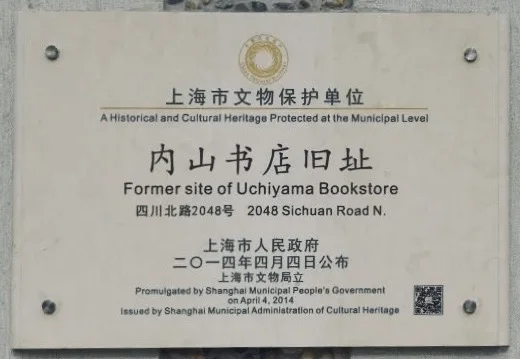 上海市文物保护单位
A Historical and Cultural Heritage Protected at the Municipal Level
内山书店旧址
Former site of Uchiyama Bookstore
四川北路2048号 2048 Sichuan Road N.
上海市人民政府
二〇一四年四月四日公布
上海市文物局立
Promulgated by Shanghai Municipal People's Government
on April 4, 2014
Issued by Shanghai Municipal Administration of Cultural Heritage